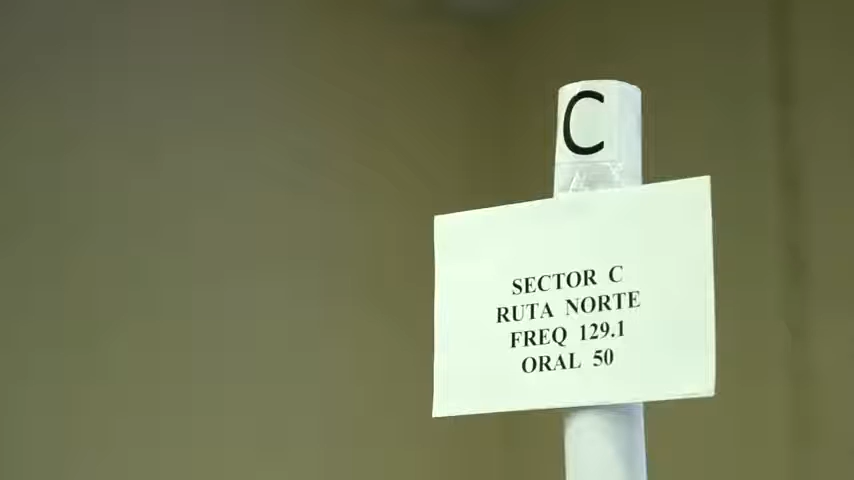 C
SECTOR C
RUTA NORTE
FREQ 129.1
ORAL 50